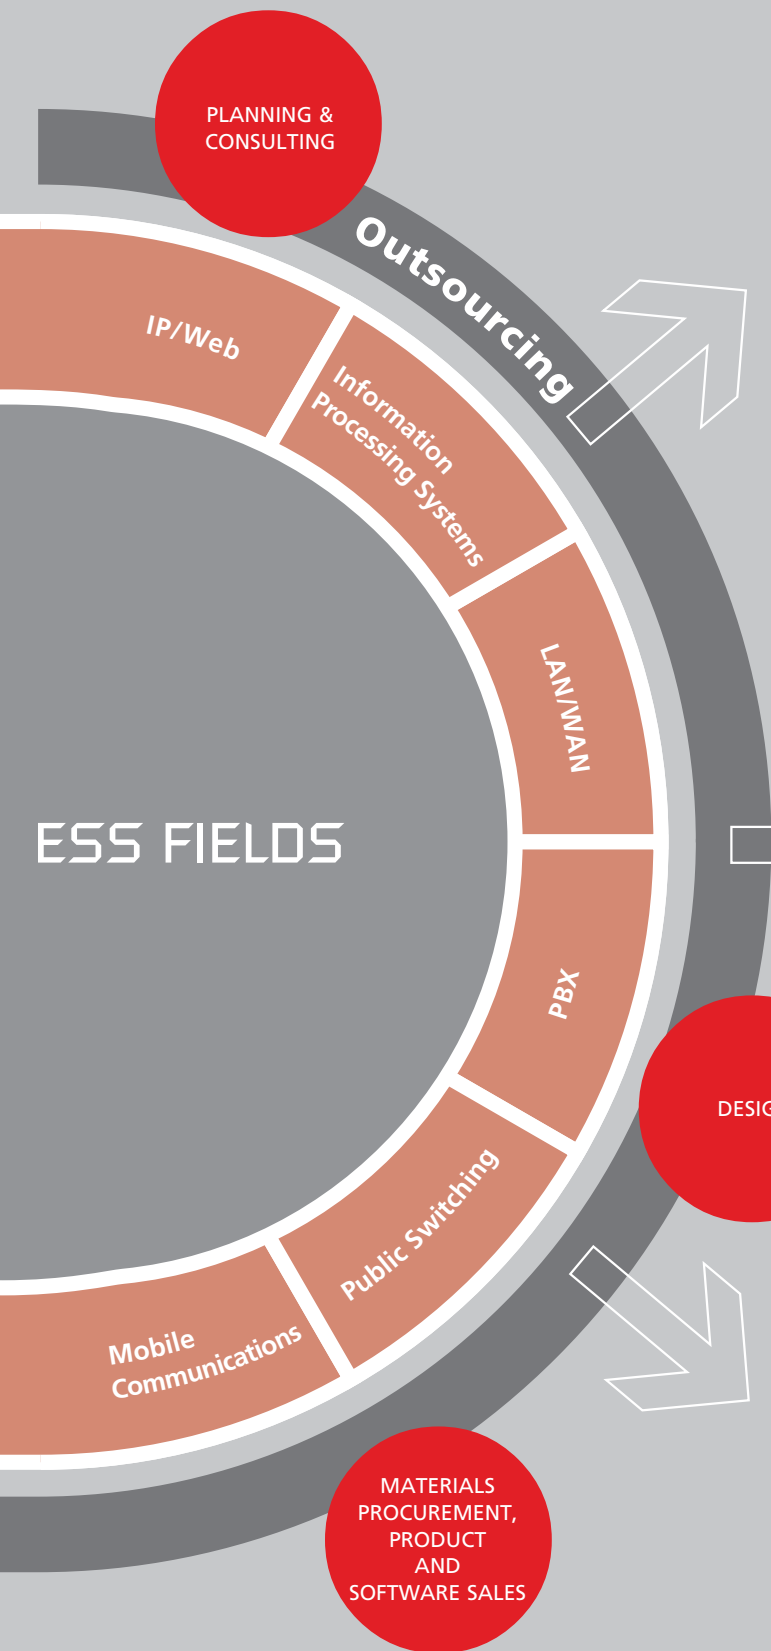 PLANNING &
CONSULTING
Outsourcing
IP/Web
Information
Processing Systems
LAN/WAN
ESS FIELDS
PBX
DESIG
Public Switching
Mobile
Communications
MATERIALS
PROCUREMENT,
PRODUCT
AND
SOFTWARE SALES